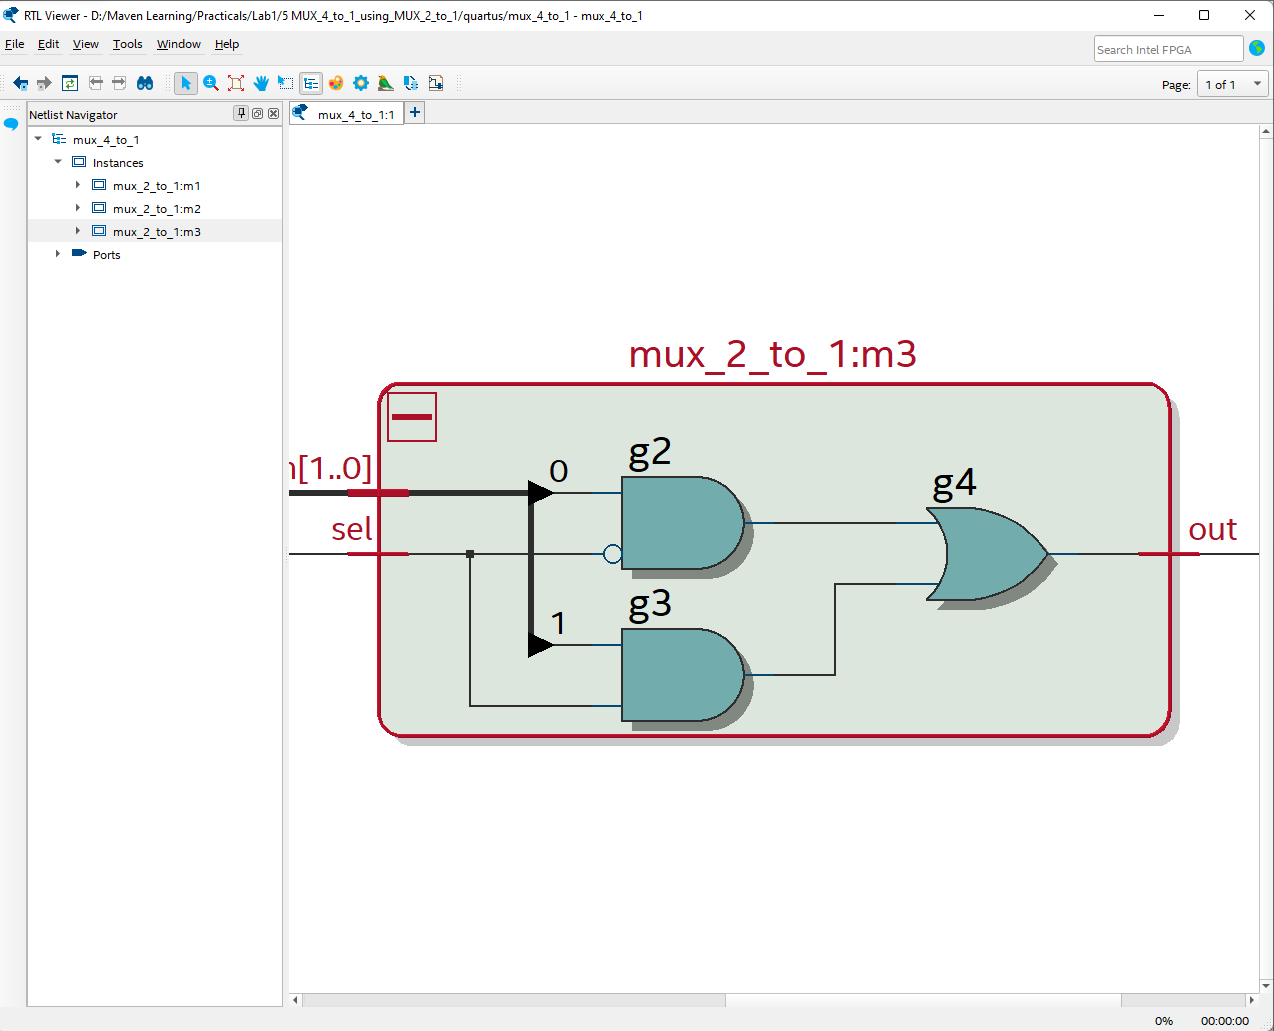 RTL Viewer - D:/Maven Learning/Practicals/Lab1/5 MUX_4_to_1_using_MUX_2_to_1/quartus/mux_4_to_1 - mux_4_to_1
File Edit View Tools Window Help
Search Intel FPGA
Page: 1 of 1
Netlist Navigator
mux_4_to_1:1
mux_4_to_1
Instances
mux_2_to_1:m1
mux_2_to_1:m2
mux_2_to_1:m3
Ports
mux_2_to_1:m3
[1..0]
0
g2
g4
sel
out
1
g3
0% 00:00:00